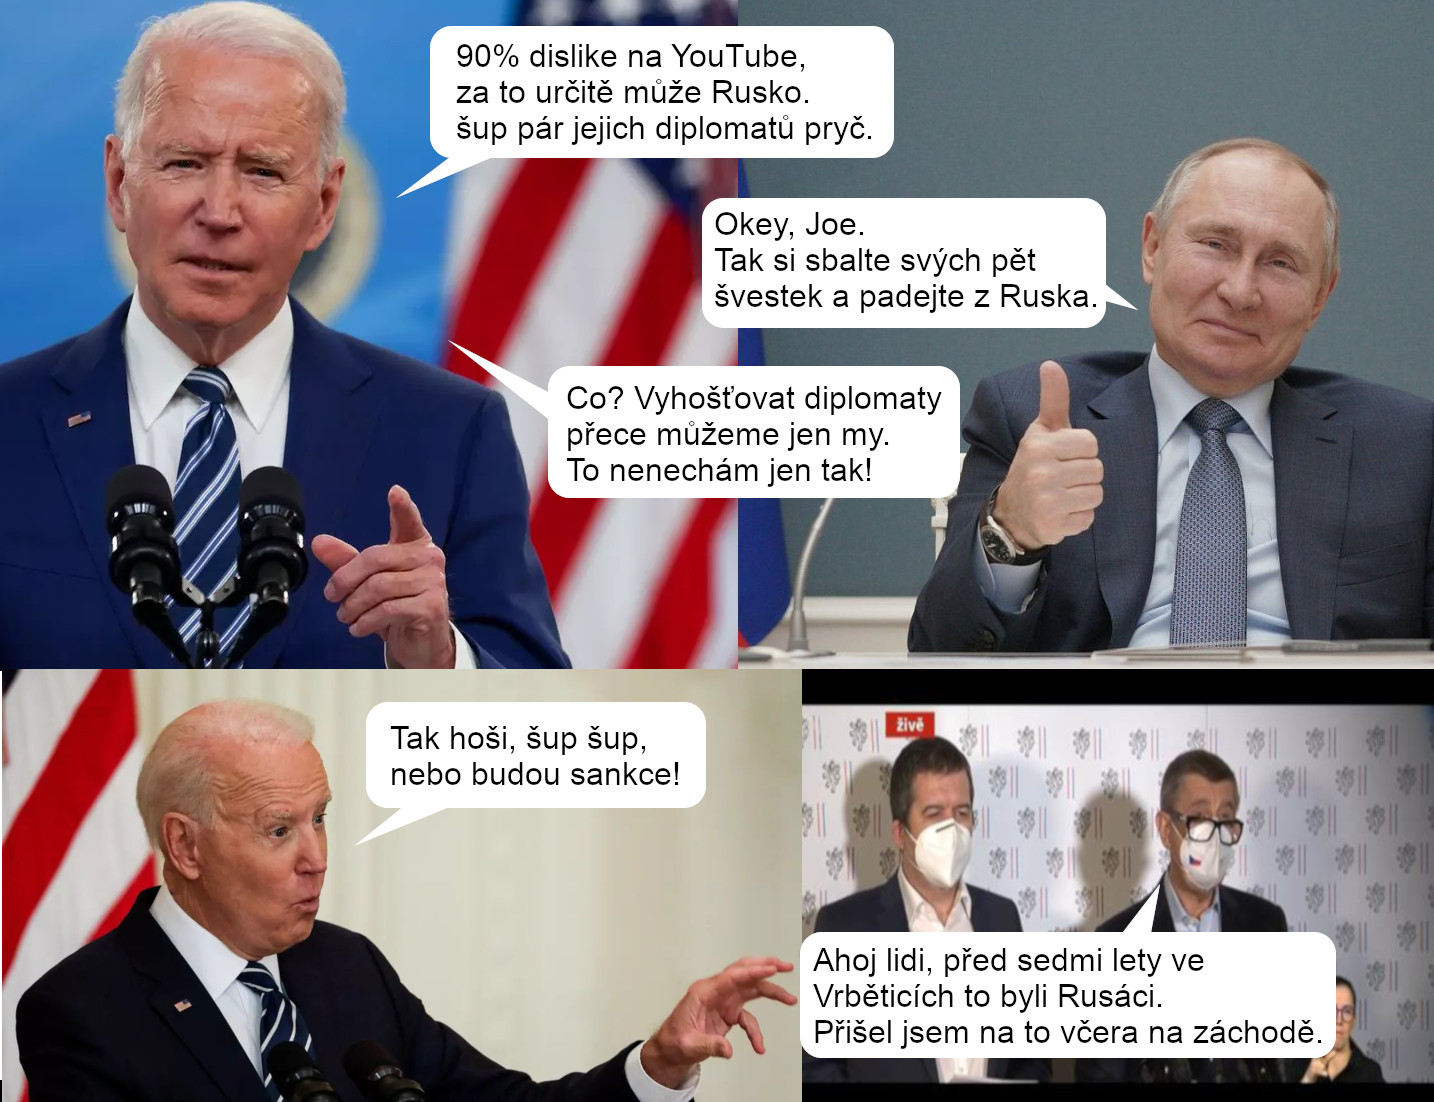 90% dislike na YouTube,
za to určitě může Rusko.
šup pár jejich diplomatů pryč.
Okey, Joe.
Tak si sbalte svých pět
švestek a padejte z Ruska.
Co? Vyhošťovat diplomaty
přece můžeme jen my.
To nenechám jen tak!
Tak hoši, šup šup,
nebo budou sankce!
živě
Ahoj lidi, před sedmi lety ve
Vrběticích to byli Rusáci.
Přišel jsem na to včera na záchodě.